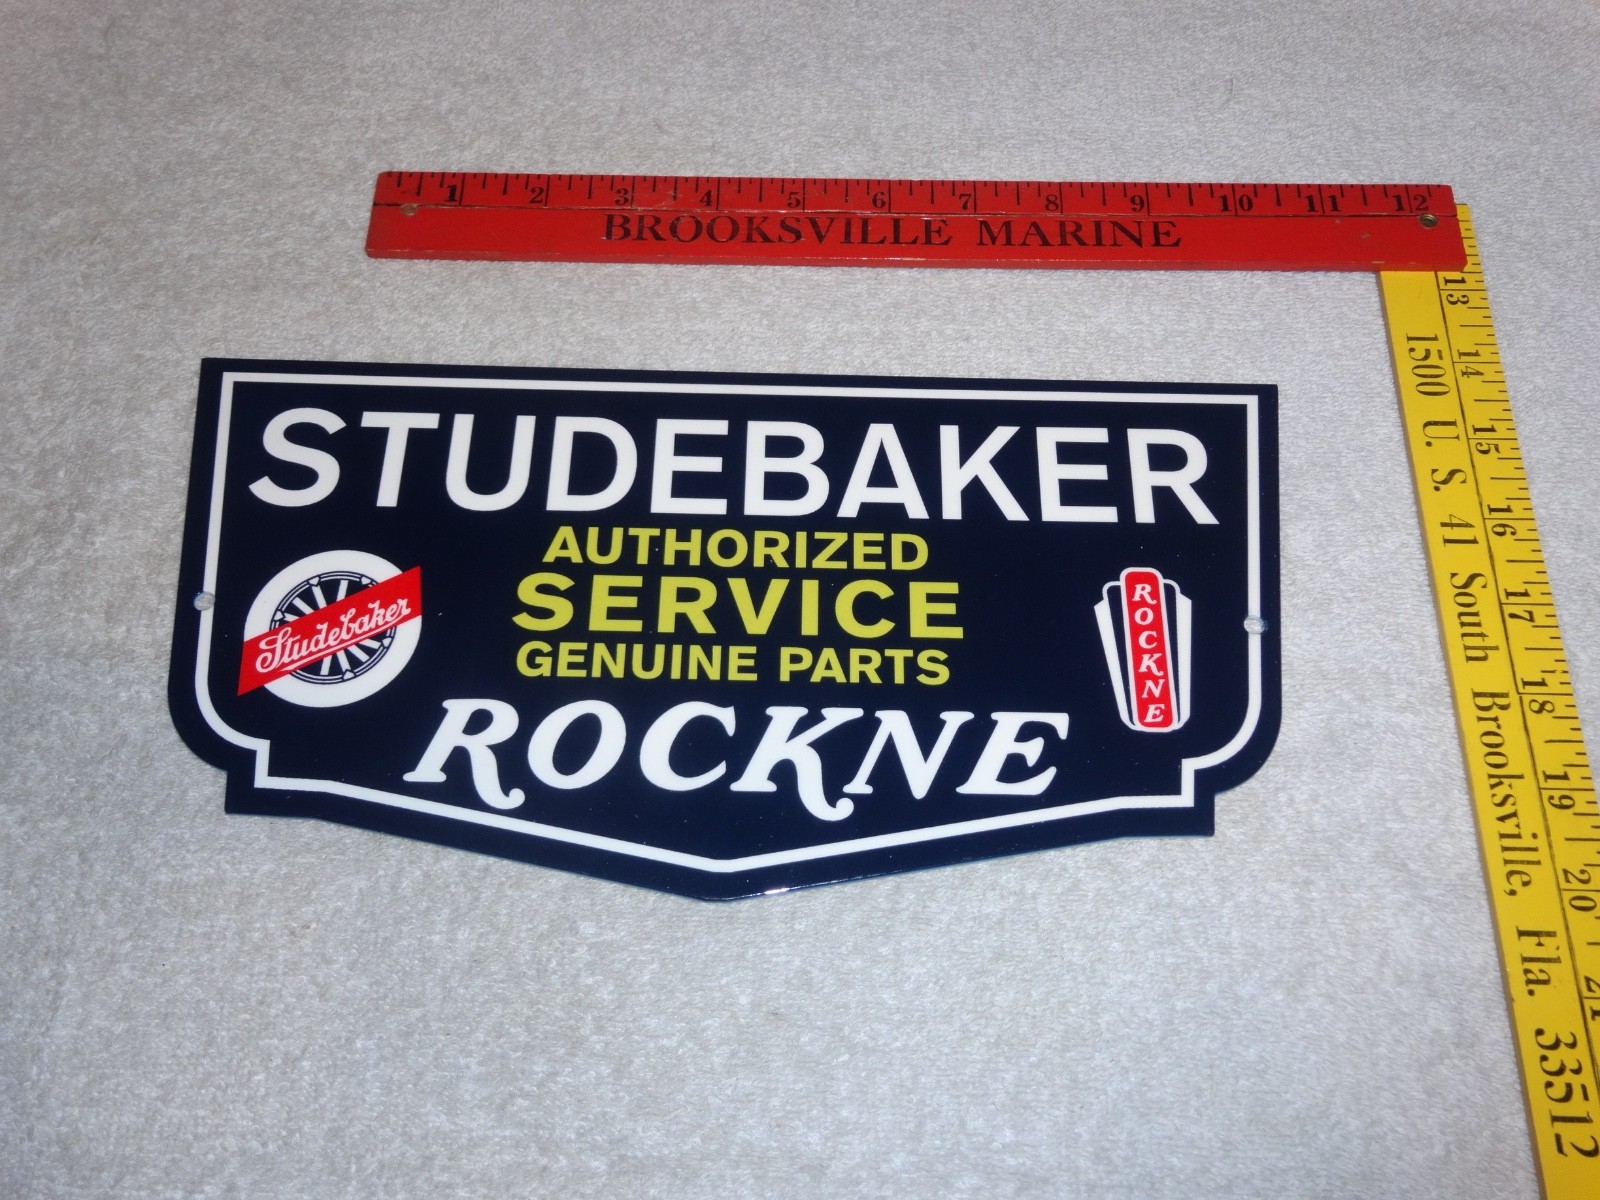 1 2 3 4 5 6 7 8 9 10 11 12
BROOKSVILLE MARINE
13 14 15 16 17 18 19 20 21
1500 U. S. 41 South Brooksville, Fla. 33512
STUDEBAKER
AUTHORIZED
SERVICE
GENUINE PARTS
Studebaker
ROCKNE
ROCKNE